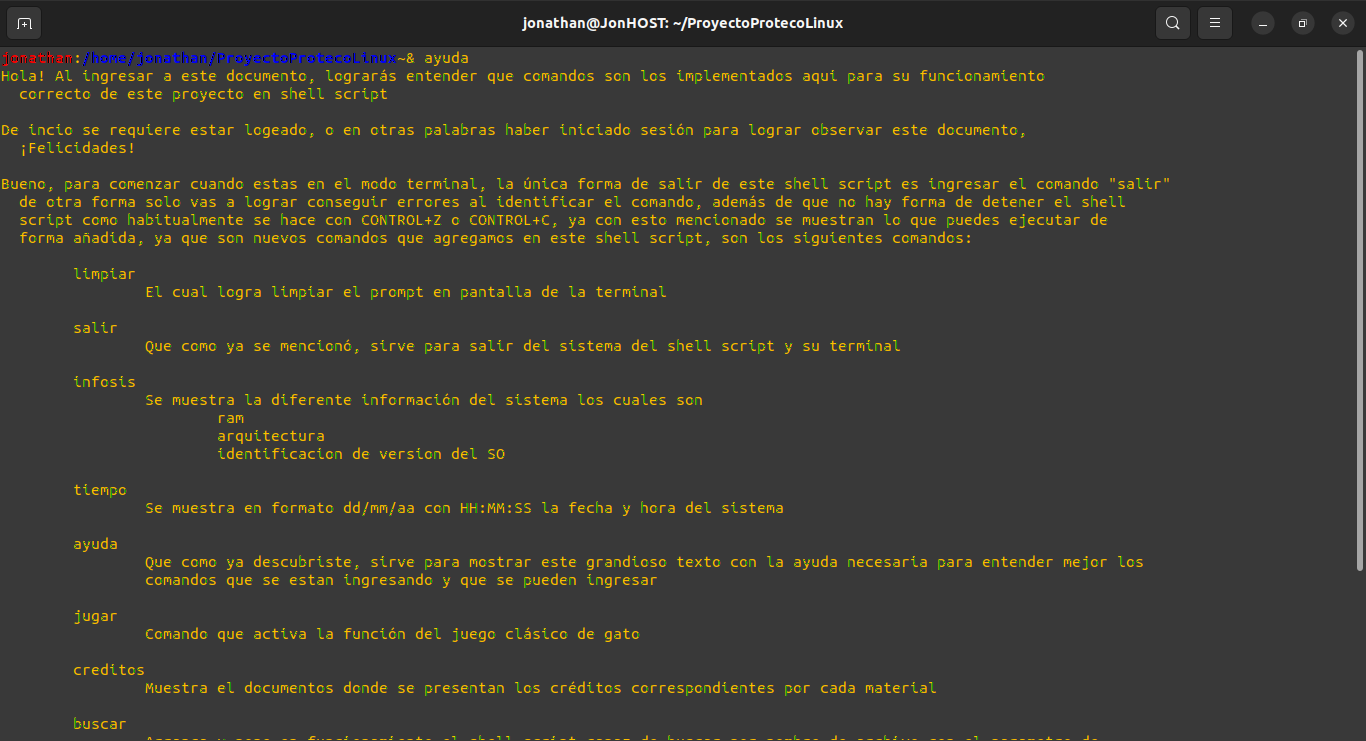 jonathan@JonHOST: ~/ProyectoProtecoLinux
jonathan:/home/jonathan/ProyectoProtecoLinux~& ayuda
Hola! Al ingresar a este documento, lograrás entender que comandos son los implementados aqui para su funcionamiento
correcto de este proyecto en shell script
De incio se requiere estar logeado, o en otras palabras haber iniciado sesión para lograr observar este documento,
¡Felicidades!
Bueno, para comenzar cuando estas en el modo terminal, la única forma de salir de este shell script es ingresar el comando "salir"
de otra forma solo vas a lograr conseguir errores al identificar el comando, además de que no hay forma de detener el shell
script como habitualmente se hace con CONTROL+Z o CONTROL+C, ya con esto mencionado se muestran lo que puedes ejecutar de
forma añadida, ya que son nuevos comandos que agregamos en este shell script, son los siguientes comandos:
limpiar
El cual logra limpiar el prompt en pantalla de la terminal
salir
Que como ya se mencionó, sirve para salir del sistema del shell script y su terminal
infosis
Se muestra la diferente información del sistema los cuales son
ram
arquitectura
identificacion de version del SO
tiempo
Se muestra en formato dd/mm/aa con HH:MM:SS la fecha y hora del sistema
ayuda
Que como ya descubriste, sirve para mostrar este grandioso texto con la ayuda necesaria para entender mejor los
comandos que se estan ingresando y que se pueden ingresar
jugar
Comando que activa la función del juego clásico de gato
creditos
Muestra el documentos donde se presentan los créditos correspondientes por cada material
buscar